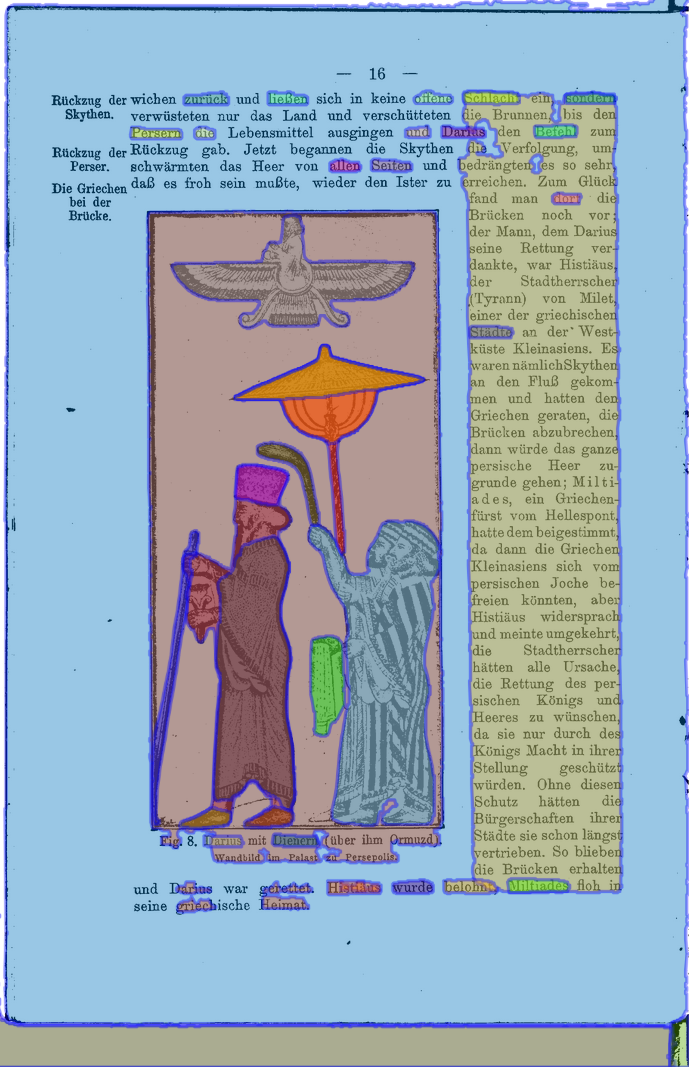 — 16 —
Rückzug der Skythen.
wichen zurück und ließen sich in keine offene Schlacht ein, sondern
verwüsteten nur das Land und verschütteten die Brunnen, bis den
Persern die Lebensmittel ausgingen und Darius den Befehl zum
Rückzug der Perser.
Rückzug gab. Jetzt begannen die Skythen die Verfolgung, um-
schwärmten das Heer von allen Seiten und bedrängten es so sehr,
Die Griechen bei der Brücke.
daß es froh sein mußte, wieder den Ister zu erreichen. Zum Glück
fand man dort die
Brücken noch vor;
der Mann, dem Darius
seine Rettung ver-
dankte, war Histiäus,
der Stadtherrscher
(Tyrann) von Milet,
einer der griechischen
Städte an der West-
küste Kleinasiens. Es
waren nämlich Skythen
an den Fluß gekom-
men und hatten den
Griechen geraten, die
Brücken abzubrechen,
dann würde das ganze
persische Heer zu-
grunde gehen; Milti-
ades, ein Griechen-
fürst vom Hellespont,
hatte dem beigestimmt,
da dann die Griechen
Kleinasiens sich vom
persischen Joche be-
freien könnten, aber
Histiäus widersprach
und meinte umgekehrt,
die Stadtherrscher
hätten alle Ursache,
die Rettung des per-
sischen Königs und
Heeres zu wünschen,
da sie nur durch des
Königs Macht in ihrer
Stellung geschützt
würden. Ohne diesen
Schutz hätten die
Bürgerschaften ihrer
Städte sie schon längst
vertrieben. So blieben
die Brücken erhalten
Fig. 8. Darius mit Dienern (über ihm Ormuzd).
Wandbild im Palast zu Persepolis.
und Darius war gerettet. Histiäus wurde belohnt, Miltiades floh in
seine griechische Heimat.